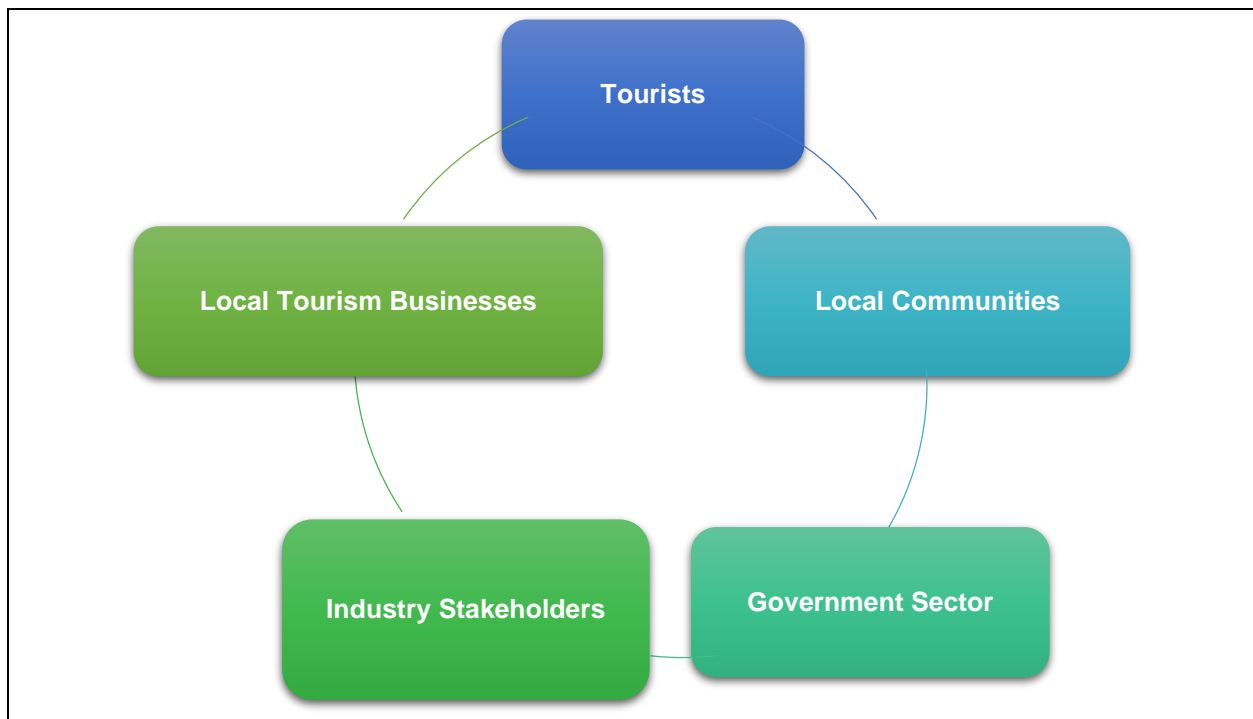 Tourists
Local Tourism Businesses
Local Communities
Industry Stakeholders
Government Sector